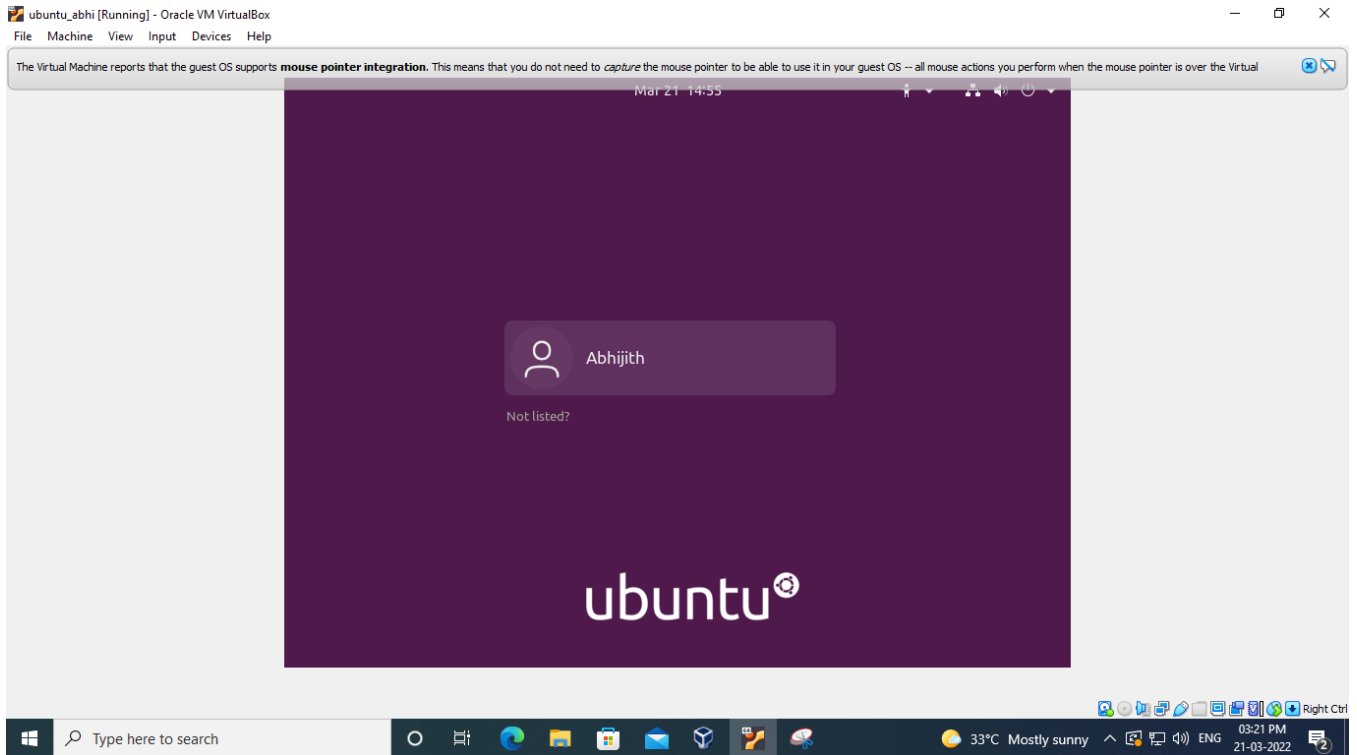 ubuntu_abhi [Running] - Oracle VM VirtualBox
File Machine View Input Devices Help
The Virtual Machine reports that the guest OS supports mouse pointer integration. This means that you do not need to capture the mouse pointer to be able to use it in your guest OS -- all mouse actions you perform when the mouse pointer is over the Virtual
Mar 21 14:55
Abhijith
Not listed?
ubuntu
Right Ctrl
Type here to search
33°C Mostly sunny
ENG
03:21 PM
21-03-2022
2